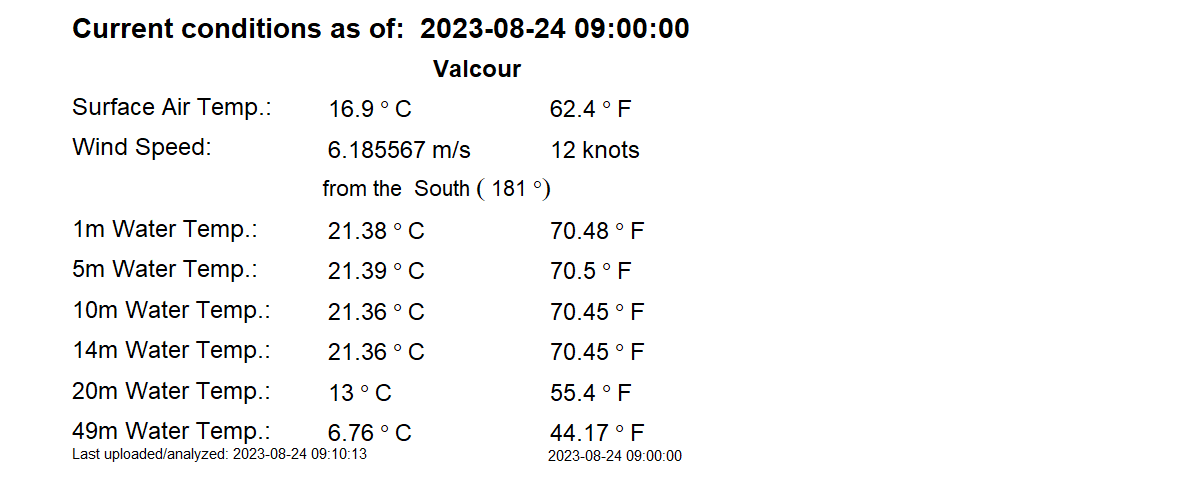 Current conditions as of: 2023-08-24 09:00:00
Valcour
Surface Air Temp.: 16.9 ° C 62.4 ° F
Wind Speed: 6.185567 m/s 12 knots
from the South ( 181 °)
1m Water Temp.: 21.38 ° C 70.48 ° F
5m Water Temp.: 21.39 ° C 70.5 ° F
10m Water Temp.: 21.36 ° C 70.45 ° F
14m Water Temp.: 21.36 ° C 70.45 ° F
20m Water Temp.: 13 ° C 55.4 ° F
49m Water Temp.: 6.76 ° C 44.17 ° F
Last uploaded/analyzed: 2023-08-24 09:10:13 2023-08-24 09:00:00